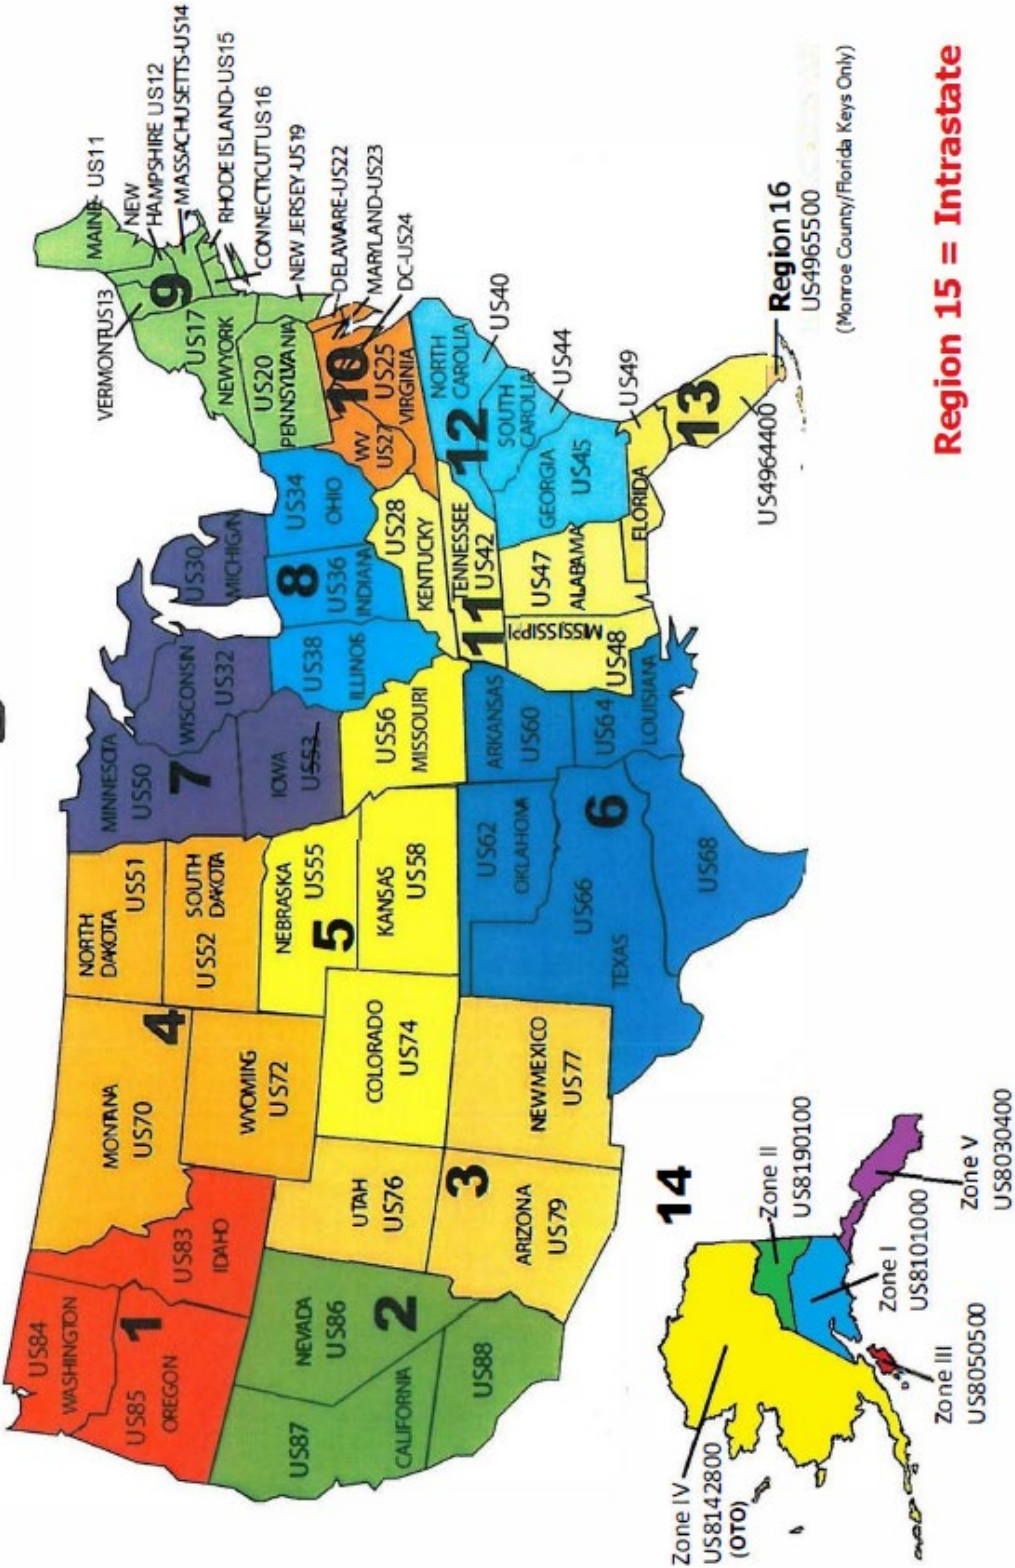 US84
WASHINGTON
1
US85
OREGON
US83
IDAHO
MONTANA
US70
4
WYOMING
US72
NORTH
DAKOTA
US51
SOUTH
DAKOTA
US52
MINNESOTA
US50
7
WISCONSIN
US32
IOWA
US53
US30
MICHIGAN
VERMONTUS13
MAINE- US11
NEW
HAMPSHIRE US12
MASSACHUSETTS-US14
RHODE ISLAND-US15
CONNECTICUTUS16
NEW JERSEY-US19
DELAWARE-US22
MARYLAND-US23
DC-US24
9
US17
NEWYORK
US20
PENNSYLVANIA
10
US25
VIRGINIA
WV
US27
NEVADA
US86
2
US87
CALIFORNIA
US88
UTAH
US76
3
ARIZONA
US79
NEWMEXICO
US77
COLORADO
US74
NEBRASKA
US55
5
KANSAS
US58
US56
MISSOURI
US38
ILLINOIS
8
US36
INDIANA
US34
OHIO
US28
KENTUCKY
TENNESSEE
US42
11
12
NORTH
CAROLIA
US40
SOUTH
CAROLIA
US44
GEORGIA
US45
US47
ALABAMA
MISSISSIPPI
US48
ARKANSAS
US60
US64
LOUISIANA
US62
OKLAHOMA
6
US66
TEXAS
US68
FLORIDA
US49
13
US4964400
Region 16
US4965500
(Monroe County/Florida Keys Only)
14
Zone IV
US8142800
(OTO)
Zone II
US8190100
Zone I
US8101000
Zone III
US8050500
Zone V
US8030400
Region 15 = Intrastate